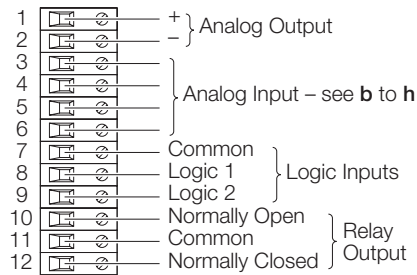 1 +
2 – Analog Output
3
4
5 Analog Input – see b to h
6
7 Common
8 Logic 1 Logic Inputs
9 Logic 2
10 Normally Open
11 Common Relay Output
12 Normally Closed